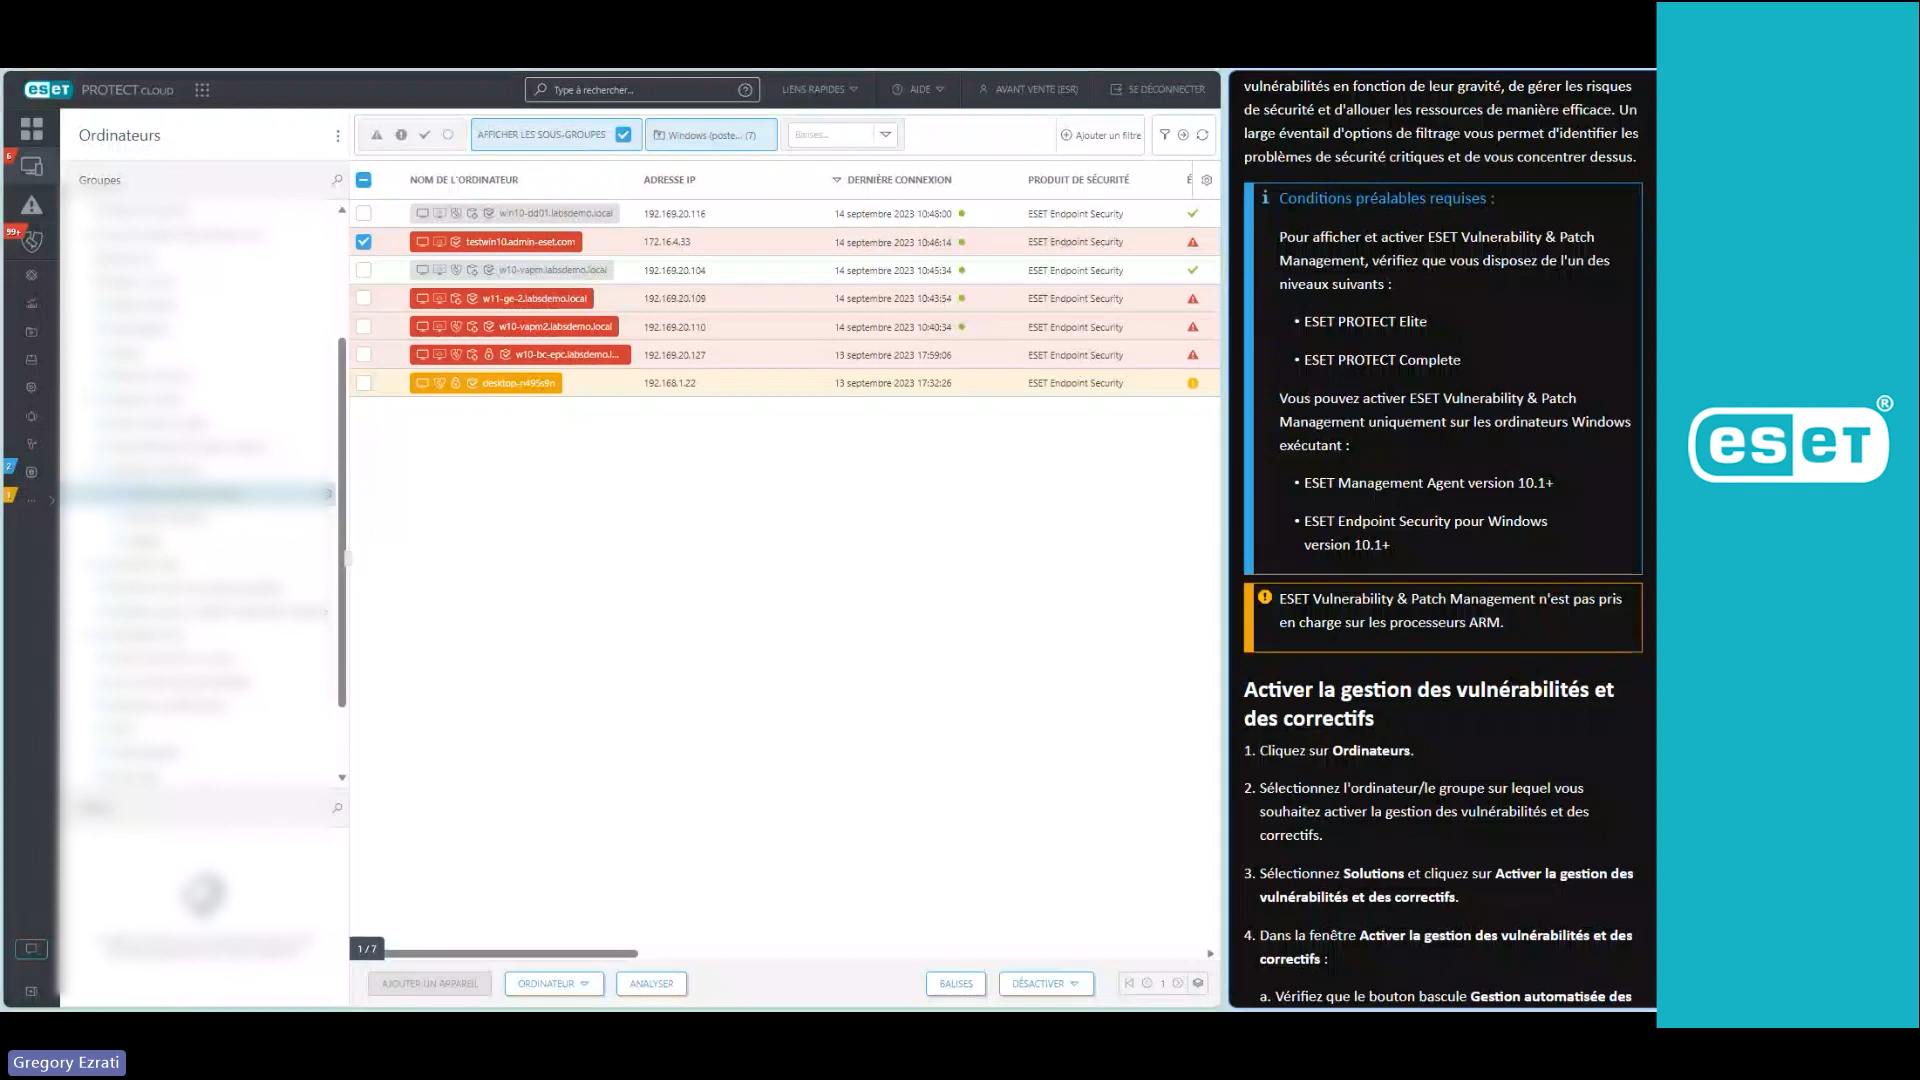 eset PROTECT CLOUD
Type à rechercher...
LIENS RAPIDES
AIDE
AVANT VENTE (ESR)
SE DÉCONNECTER
6
99+
2
1
Ordinateurs
Groupes
AFFICHER LES SOUS-GROUPES
Windows (poste... (7)
Balises...
Ajouter un filtre
NOM DE L'ORDINATEUR ADRESSE IP DERNIÈRE CONNEXION PRODUIT DE SÉCURITÉ É
win10-dd01.labsdemo.local 192.169.20.116 14 septembre 2023 10:48:00 ESET Endpoint Security
testwin10.admin-eset.com 172.16.4.33 14 septembre 2023 10:46:14 ESET Endpoint Security
w10-vapm.labsdemo.local 192.169.20.104 14 septembre 2023 10:45:34 ESET Endpoint Security
w11-ge-2.labsdemo.local 192.169.20.109 14 septembre 2023 10:43:54 ESET Endpoint Security
w10-vapm2.labsdemo.local 192.169.20.110 14 septembre 2023 10:40:34 ESET Endpoint Security
w10-bc-epc.labsdemo.l... 192.169.20.127 13 septembre 2023 17:59:06 ESET Endpoint Security
desktop-n495s9n 192.168.1.22 13 septembre 2023 17:32:26 ESET Endpoint Security
1 / 7
AJOUTER UN APPAREIL
ORDINATEUR
ANALYSER
BALISES
DÉSACTIVER
1
vulnérabilités en fonction de leur gravité, de gérer les risques
de sécurité et d'allouer les ressources de manière efficace. Un
large éventail d'options de filtrage vous permet d'identifier les
problèmes de sécurité critiques et de vous concentrer dessus.
Conditions préalables requises :
Pour afficher et activer ESET Vulnerability & Patch
Management, vérifiez que vous disposez de l'un des
niveaux suivants :
• ESET PROTECT Elite
• ESET PROTECT Complete
Vous pouvez activer ESET Vulnerability & Patch
Management uniquement sur les ordinateurs Windows
exécutant :
• ESET Management Agent version 10.1+
• ESET Endpoint Security pour Windows
version 10.1+
ESET Vulnerability & Patch Management n'est pas pris
en charge sur les processeurs ARM.
Activer la gestion des vulnérabilités et
des correctifs
1. Cliquez sur Ordinateurs.
2. Sélectionnez l'ordinateur/le groupe sur lequel vous
souhaitez activer la gestion des vulnérabilités et des
correctifs.
3. Sélectionnez Solutions et cliquez sur Activer la gestion des
vulnérabilités et des correctifs.
4. Dans la fenêtre Activer la gestion des vulnérabilités et des
correctifs :
a. Vérifiez que le bouton bascule Gestion automatisée des
eset®
Gregory Ezrati